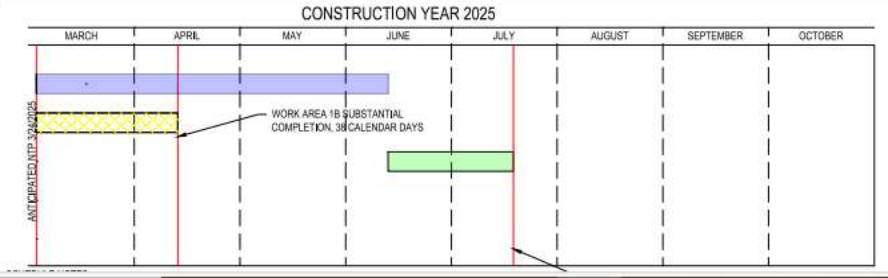 CONSTRUCTION YEAR 2025
MARCH APRIL MAY JUNE JULY AUGUST SEPTEMBER OCTOBER
WORK AREA 1B SUBSTANTIAL
COMPLETION, 38 CALENDAR DAYS
ANTICIPATED NTP 3/24/2025